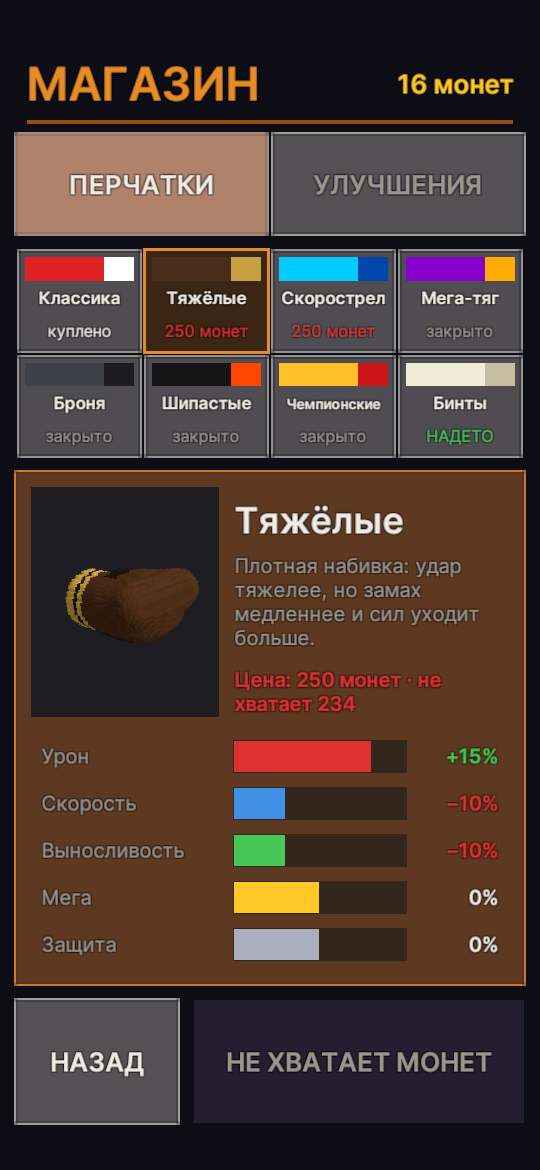 МАГАЗИН
16 монет
ПЕРЧАТКИ
УЛУЧШЕНИЯ
Классика
Тяжёлые
Скорострел
Мега-тяг
куплено
250 монет
250 монет
закрыто
Броня
Шипастые
Чемпионские
Бинты
закрыто
закрыто
закрыто
НАДЕТО
Тяжёлые
Плотная набивка: удар
тяжелее, но замах
медленнее и сил уходит
больше.
Цена: 250 монет · не
хватает 234
Урон
+15%
Скорость
−10%
Выносливость
−10%
Мега
0%
Защита
0%
НАЗАД
НЕ ХВАТАЕТ МОНЕТ